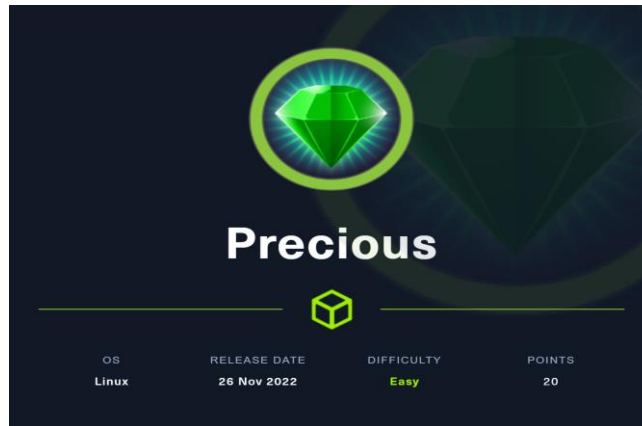 Precious
OS RELEASE DATE DIFFICULTY POINTS
Linux 26 Nov 2022 Easy 20